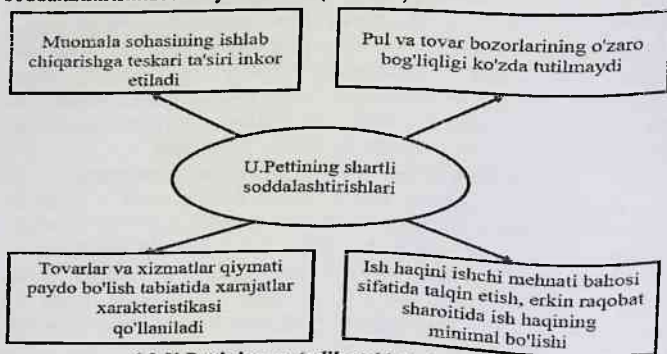 Muomala sohasining ishlab
chiqarishga teskari ta'siri inkor
etiladi
Pul va tovar bozorlarining o'zaro
bog'liqligi ko'zda tutilmaydi
U.Pettining shartli
soddalashtirishlari
Tovarlar va xizmatlar qiymati
paydo bo'lish tabiatida xarajatlar
xarakteristikasi
qo'llaniladi
Ish haqini ishchi mehnati bahosi
sifatida talqin etish, erkin raqobat
sharoitida ish haqining
minimal bo'lishi